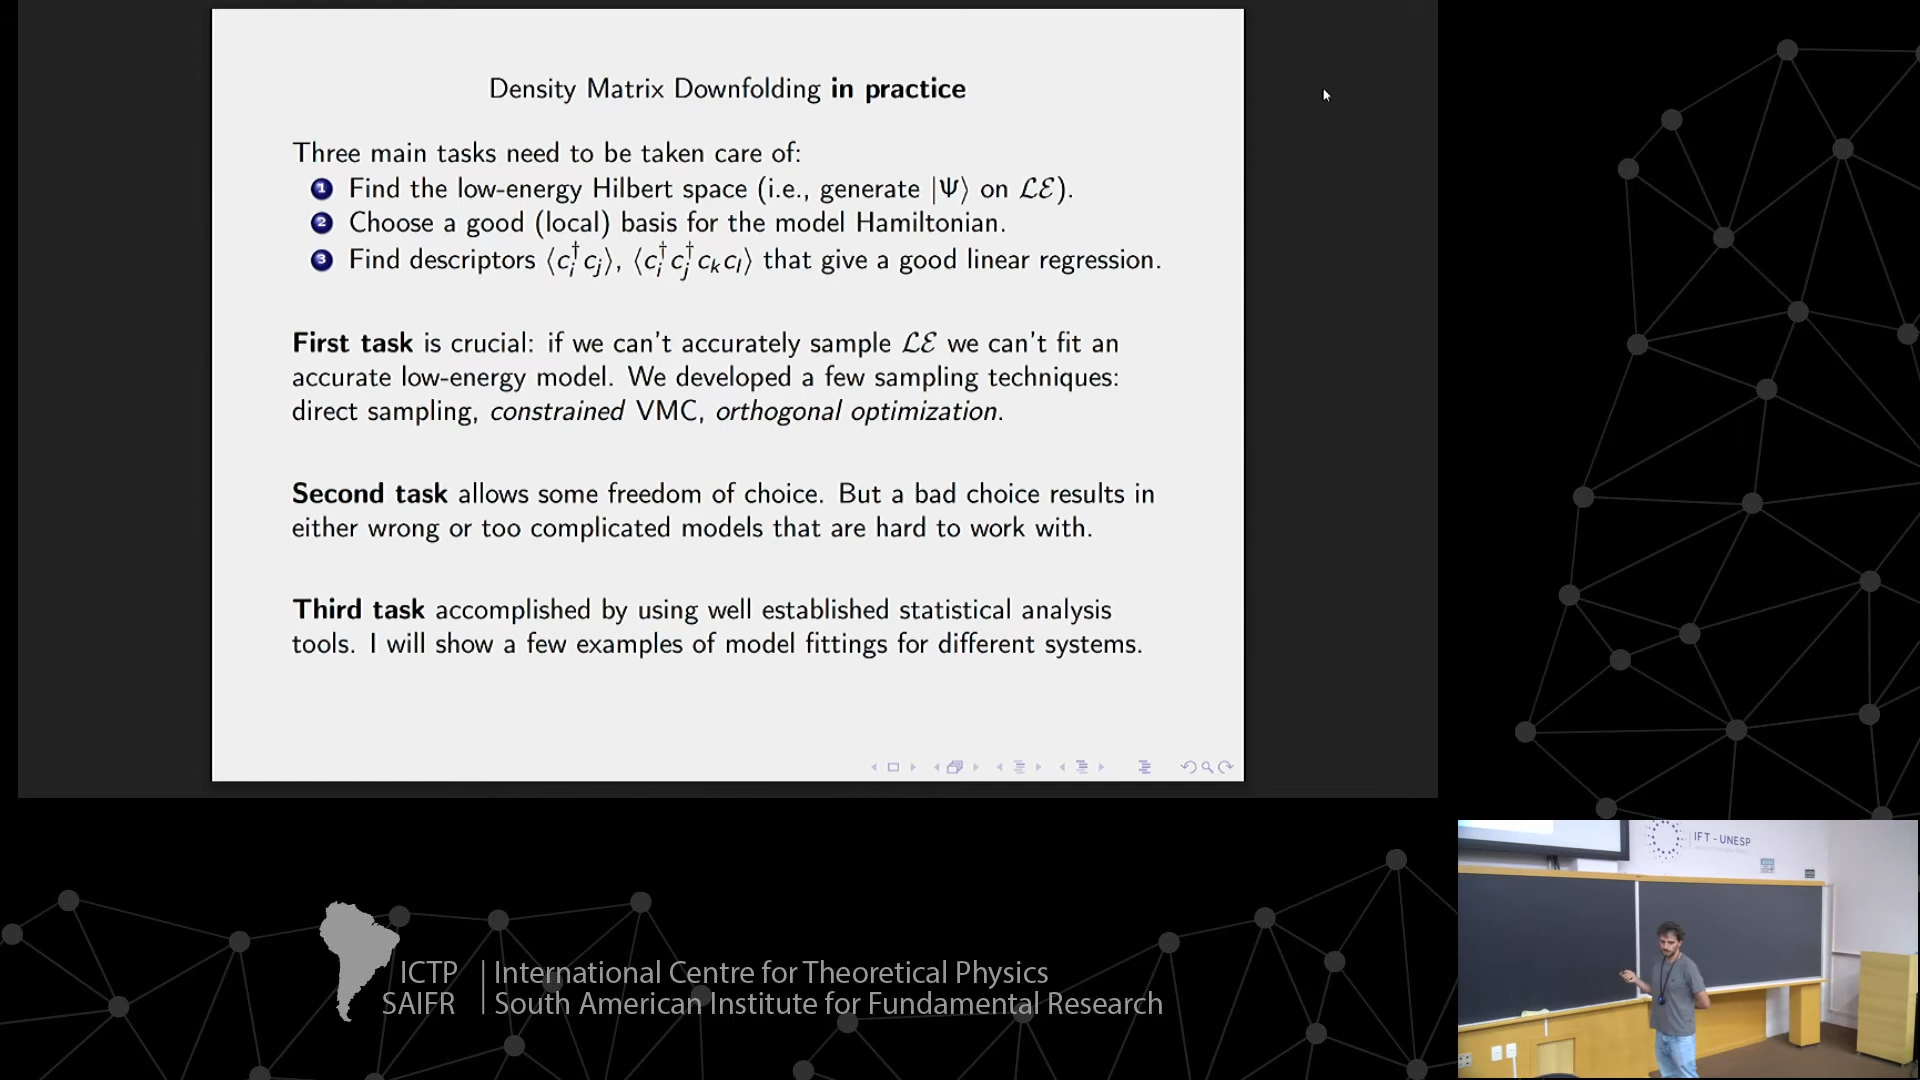 Density Matrix Downfolding in practice
Three main tasks need to be taken care of:
1 Find the low-energy Hilbert space (i.e., generate |Ψ⟩ on ℒℰ).
2 Choose a good (local) basis for the model Hamiltonian.
3 Find descriptors ⟨c_i^† c_j⟩, ⟨c_i^† c_j^† c_k c_l⟩ that give a good linear regression.
First task is crucial: if we can't accurately sample ℒℰ we can't fit an
accurate low-energy model. We developed a few sampling techniques:
direct sampling, constrained VMC, orthogonal optimization.
Second task allows some freedom of choice. But a bad choice results in
either wrong or too complicated models that are hard to work with.
Third task accomplished by using well established statistical analysis
tools. I will show a few examples of model fittings for different systems.
IFT - UNESP
ICTP | International Centre for Theoretical Physics
SAIFR | South American Institute for Fundamental Research